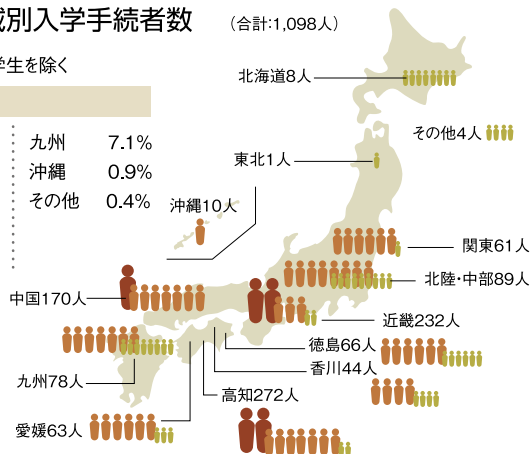 域別入学手続者数 (合計:1,098人)
学生を除く
九州 7.1%
沖縄 0.9%
その他 0.4%
北海道8人
その他4人
東北1人
沖縄10人
関東61人
北陸・中部89人
中国170人
近畿232人
徳島66人
香川44人
九州78人
高知272人
愛媛63人